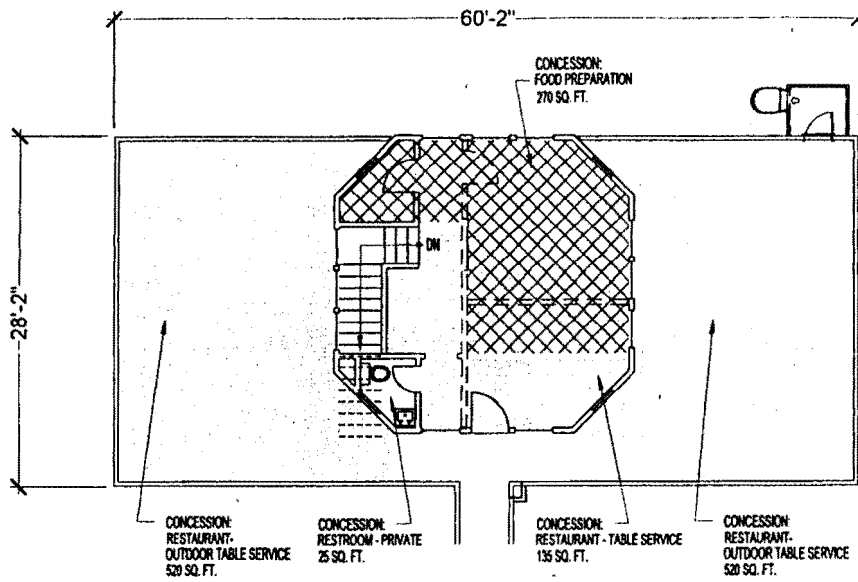 60'-2"
CONCESSION:
FOOD PREPARATION
270 SQ. FT.
28'-2"
DN
CONCESSION:
RESTAURANT-
OUTDOOR TABLE SERVICE
520 SQ. FT.
CONCESSION:
RESTROOM - PRIVATE
25 SQ. FT.
CONCESSION:
RESTAURANT - TABLE SERVICE
135 SQ. FT.
CONCESSION:
RESTAURANT-
OUTDOOR TABLE SERVICE
520 SQ. FT.